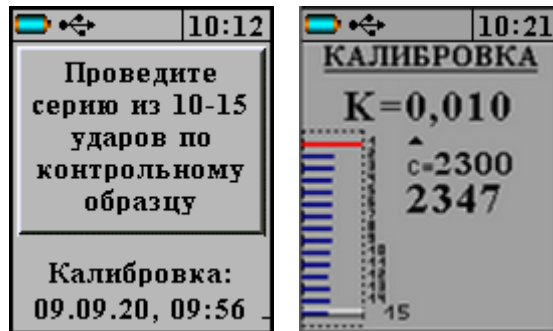 10:12
Проведите
серию из 10-15
ударов по
контрольному
образцу
Калибровка:
09.09.20, 09:56
10:21
КАЛИБРОВКА
К=0,010
c=2300
2347
15